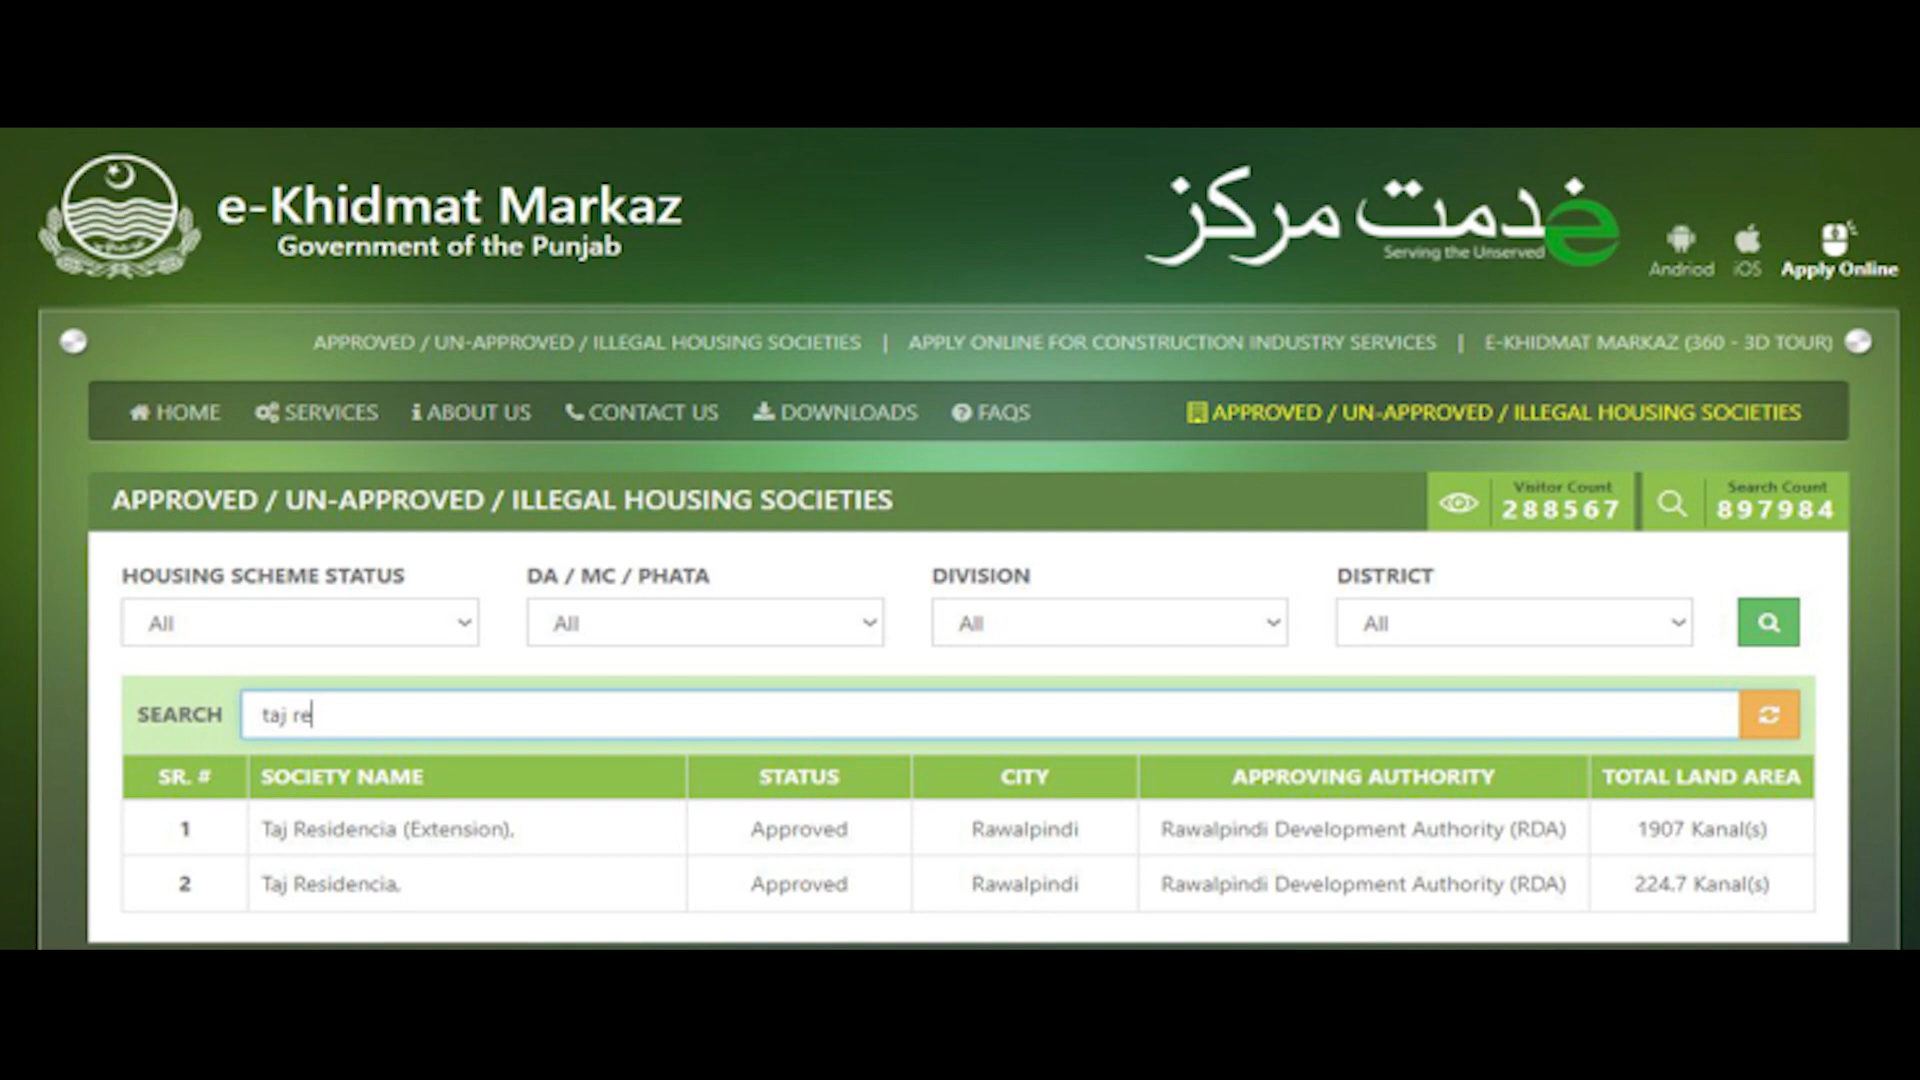 e-Khidmat Markaz
Government of the Punjab
خدمت مرکز
Serving the Unserved
Andriod
iOS
Apply Online
APPROVED / UN-APPROVED / ILLEGAL HOUSING SOCIETIES | APPLY ONLINE FOR CONSTRUCTION INDUSTRY SERVICES | E-KHIDMAT MARKAZ (360 - 3D TOUR)
HOME SERVICES ABOUT US CONTACT US DOWNLOADS FAQS APPROVED / UN-APPROVED / ILLEGAL HOUSING SOCIETIES
APPROVED / UN-APPROVED / ILLEGAL HOUSING SOCIETIES
Visitor Count
288567
Search Count
897984
HOUSING SCHEME STATUS DA / MC / PHATA DIVISION DISTRICT
All All All All
SEARCH taj re
SR. # SOCIETY NAME STATUS CITY APPROVING AUTHORITY TOTAL LAND AREA
1 Taj Residencia (Extension), Approved Rawalpindi Rawalpindi Development Authority (RDA) 1907 Kanal(s)
2 Taj Residencia, Approved Rawalpindi Rawalpindi Development Authority (RDA) 224.7 Kanal(s)